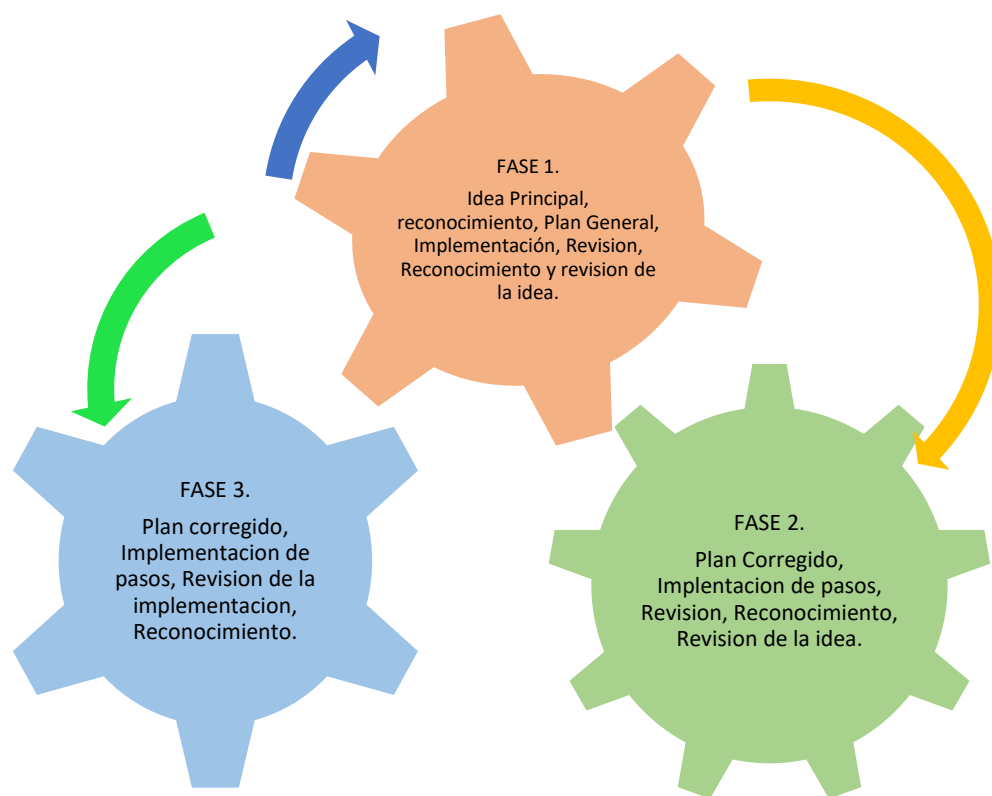 FASE 1.
Idea Principal,
reconocimiento, Plan General,
Implementación, Revision,
Reconocimiento y revision de
la idea.
FASE 2.
Plan Corregido,
Implentacion de pasos,
Revision, Reconocimiento,
Revision de la idea.
FASE 3.
Plan corregido,
Implementacion de
pasos, Revision de la
implementacion,
Reconocimiento.